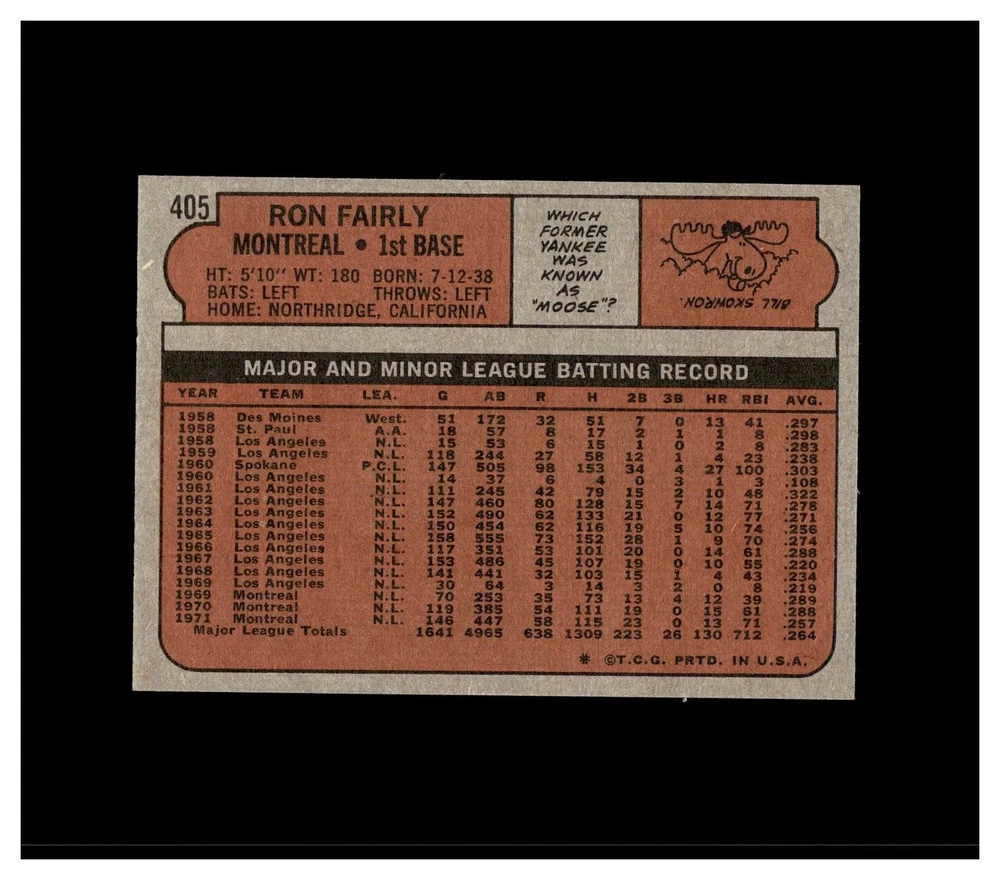 405
RON FAIRLY
MONTREAL • 1st BASE
HT: 5'10" WT: 180 BORN: 7-12-38
BATS: LEFT THROWS: LEFT
HOME: NORTHRIDGE, CALIFORNIA
WHICH
FORMER
YANKEE
WAS
KNOWN
AS
"MOOSE"?
BILL SKOWRON.
MAJOR AND MINOR LEAGUE BATTING RECORD
YEAR TEAM LEA. G AB R H 2B 3B HR RBI AVG.
1958 Des Moines West. 51 172 32 51 7 0 13 41 .297
1958 St. Paul A.A. 18 57 8 17 2 1 1 8 .298
1958 Los Angeles N.L. 15 53 6 15 1 0 2 8 .283
1959 Los Angeles N.L. 118 244 27 58 12 1 4 23 .238
1960 Spokane P.C.L. 147 505 98 153 34 4 27 100 .303
1960 Los Angeles N.L. 14 37 6 4 0 3 1 3 .108
1961 Los Angeles N.L. 111 245 42 79 15 2 10 48 .322
1962 Los Angeles N.L. 147 460 80 128 15 7 14 71 .278
1963 Los Angeles N.L. 152 490 62 133 21 0 12 77 .271
1964 Los Angeles N.L. 150 454 62 116 19 5 10 74 .256
1965 Los Angeles N.L. 158 555 73 152 28 1 9 70 .274
1966 Los Angeles N.L. 117 351 53 101 20 0 14 61 .288
1967 Los Angeles N.L. 153 486 45 107 19 0 10 55 .220
1968 Los Angeles N.L. 141 441 32 103 15 1 4 43 .234
1969 Los Angeles N.L. 30 64 3 14 3 2 0 8 .219
1969 Montreal N.L. 70 253 35 73 13 4 12 39 .289
1970 Montreal N.L. 119 385 54 111 19 0 15 61 .288
1971 Montreal N.L. 146 447 58 115 23 0 13 71 .257
Major League Totals 1641 4965 638 1309 223 26 130 712 .264
* ©T.C.G. PRTD. IN U.S.A.